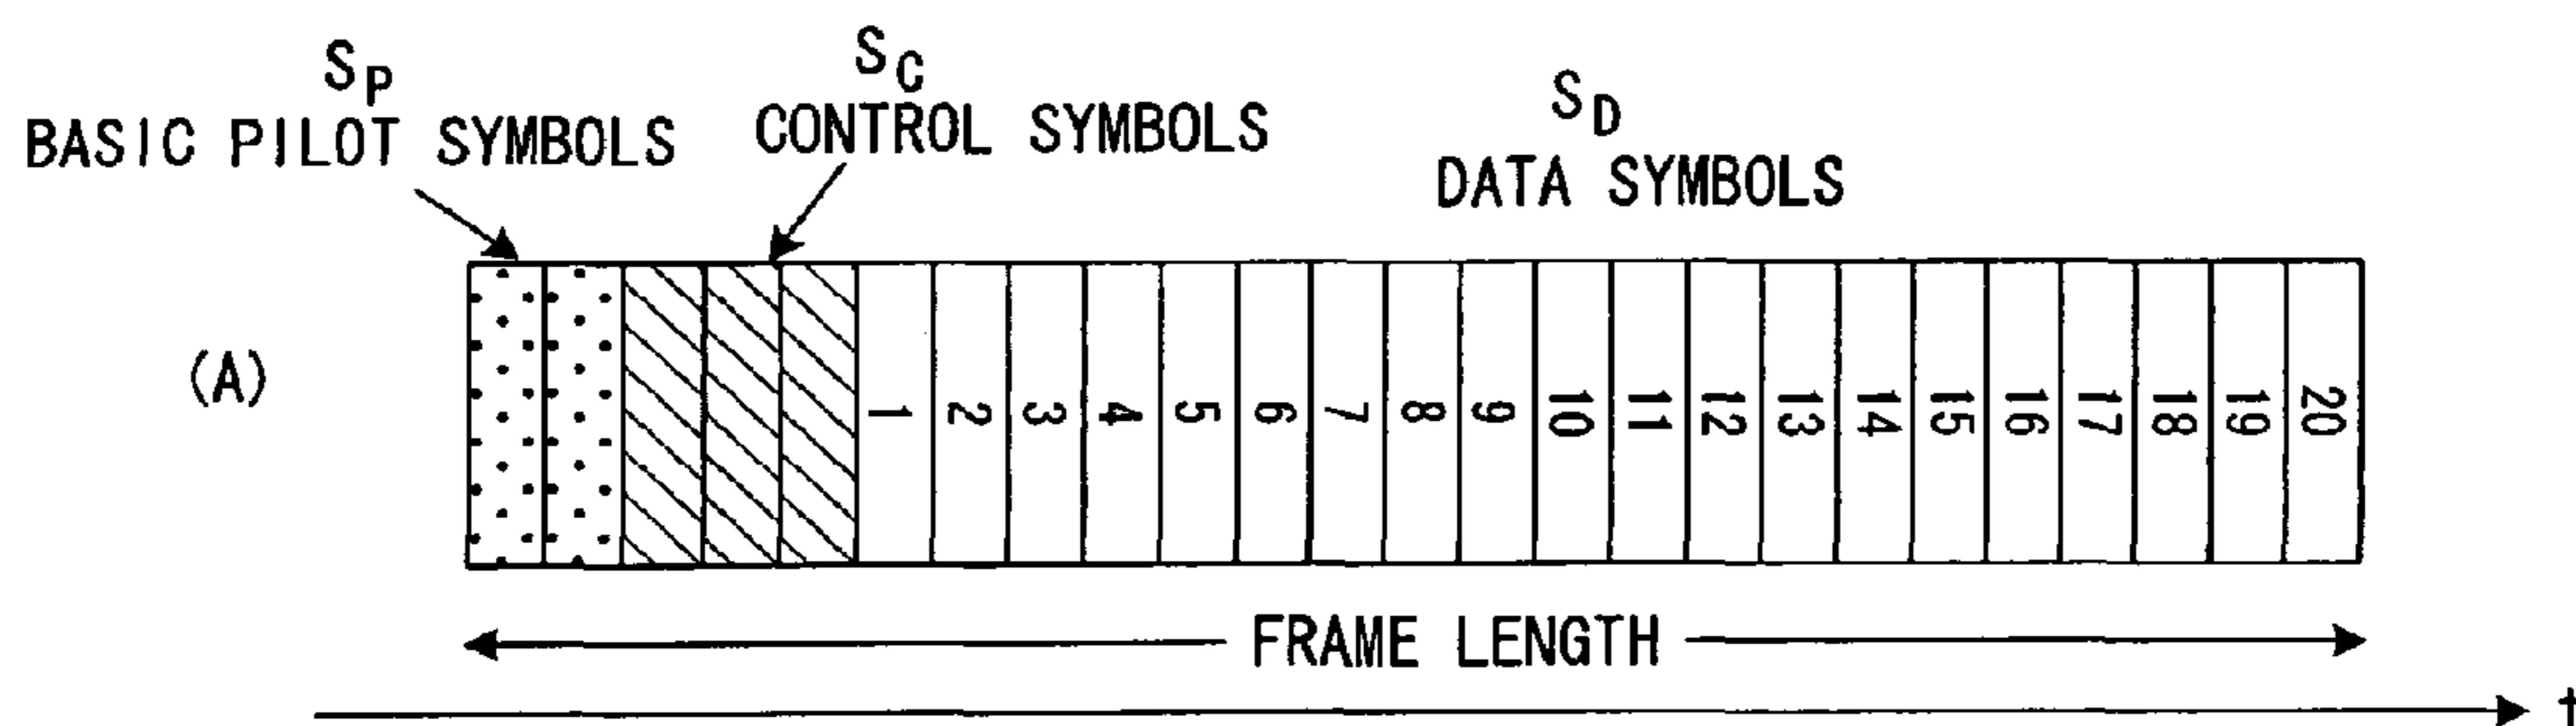 S_P
BASIC PILOT SYMBOLS
S_C
CONTROL SYMBOLS
S_D
DATA SYMBOLS
(A)
1 2 3 4 5 6 7 8 9 10 11 12 13 14 15 16 17 18 19 20
FRAME LENGTH
t